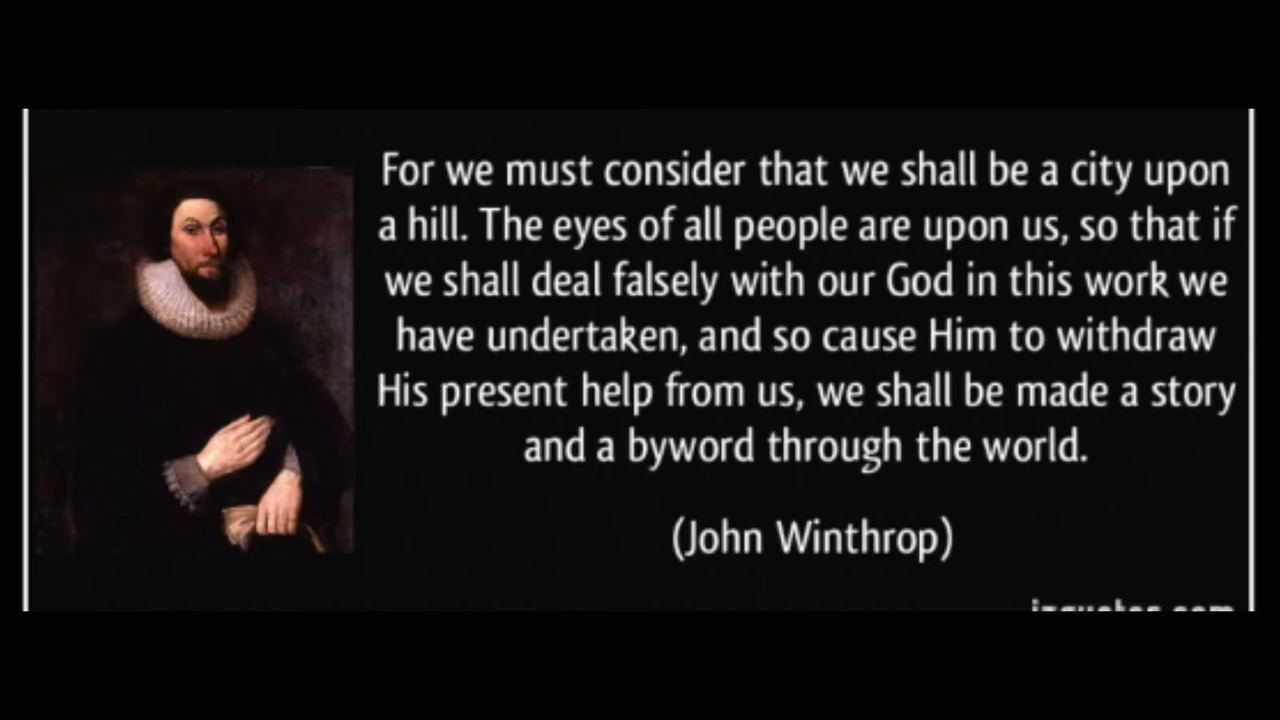 For we must consider that we shall be a city upon
a hill. The eyes of all people are upon us, so that if
we shall deal falsely with our God in this work we
have undertaken, and so cause Him to withdraw
His present help from us, we shall be made a story
and a byword through the world.
(John Winthrop)
izquotes.com